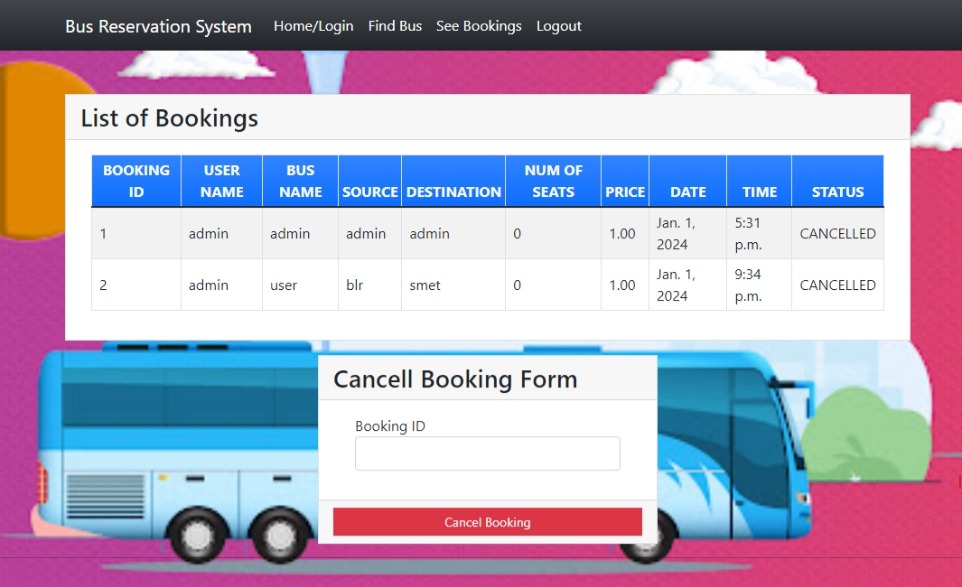 Bus Reservation System Home/Login Find Bus See Bookings Logout
List of Bookings
BOOKING ID USER NAME BUS NAME SOURCE DESTINATION NUM OF SEATS PRICE DATE TIME STATUS
1 admin admin admin admin 0 1.00 Jan. 1, 2024 5:31 p.m. CANCELLED
2 admin user blr smet 0 1.00 Jan. 1, 2024 9:34 p.m. CANCELLED
Cancell Booking Form
Booking ID
Cancel Booking